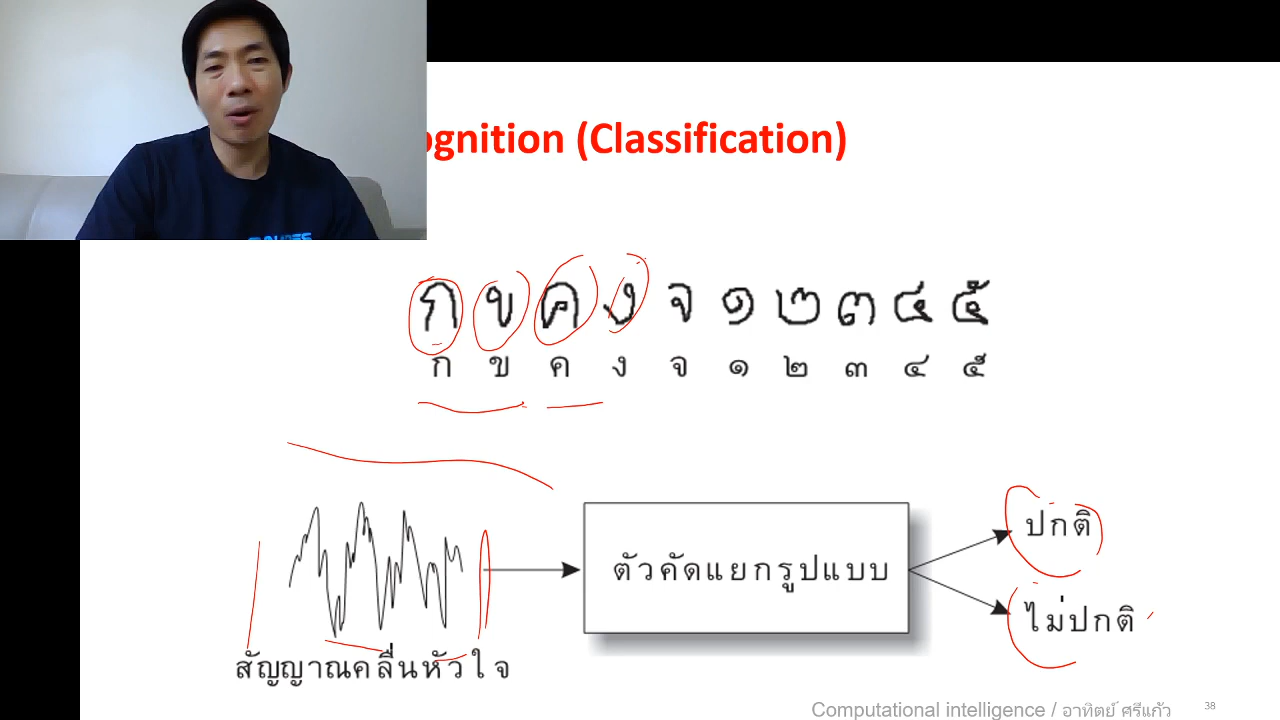 ognition (Classification)
ก ข ค ง จ ๑ ๒ ๓ ๔ ๕
ก ข ค ง จ ๑ ๒ ๓ ๔ ๕
ตัวคัดแยกรูปแบบ
ปกติ
ไม่ปกติ
สัญญาณคลื่นหัวใจ
Computational intelligence / อาทิตย์ ศรีแก้ว
38